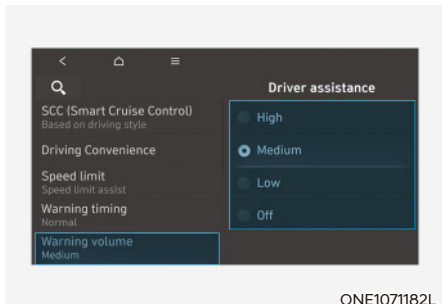 Driver assistance
SCC (Smart Cruise Control)
Based on driving style
Driving Convenience
Speed limit
Speed limit assist
Warning timing
Normal
Warning volume
Medium
High
Medium
Low
Off
ONE1071182L